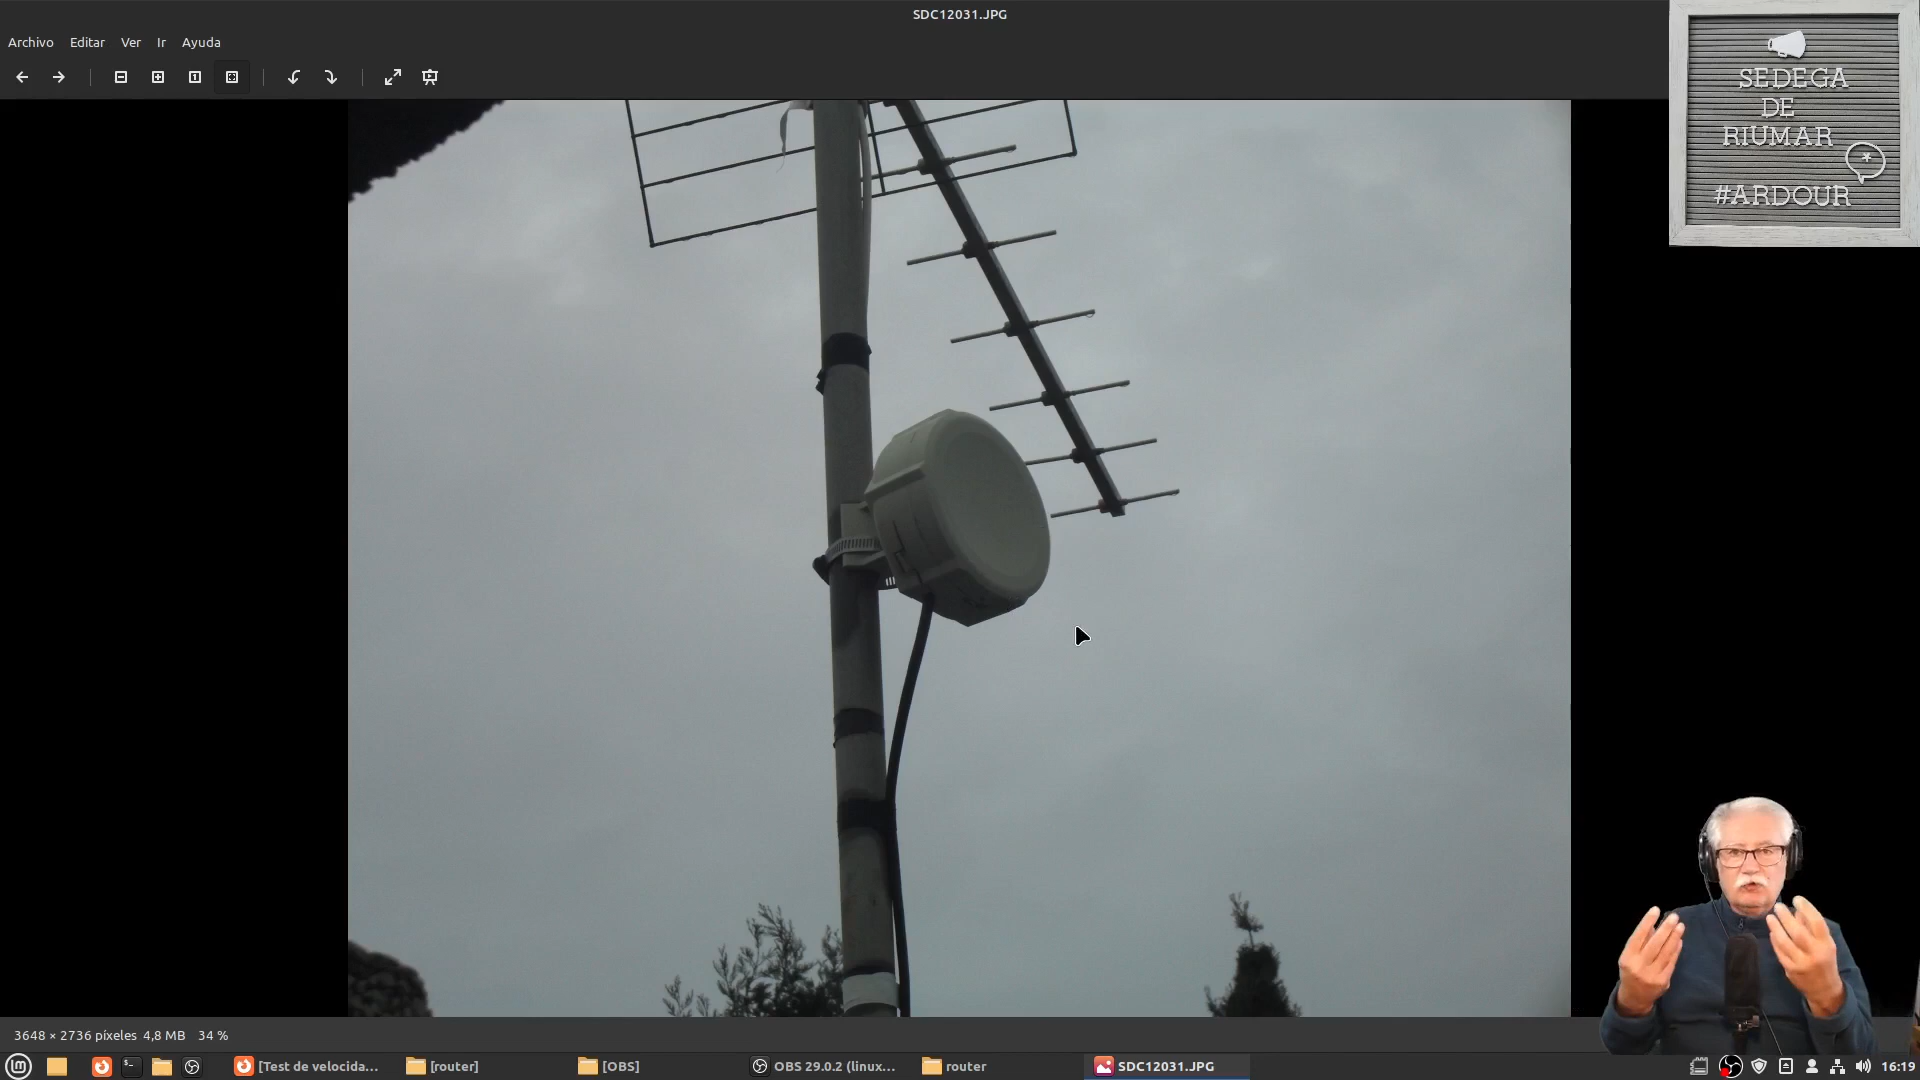 SDC12031.JPG
Archivo Editar Ver Ir Ayuda
SEDEGA
DE
RIUMAR
#ARDOUR
3648 × 2736 píxeles 4,8 MB 34 %
[Test de velocida... [router] [OBS] OBS 29.0.2 (linux... router SDC12031.JPG 16:19